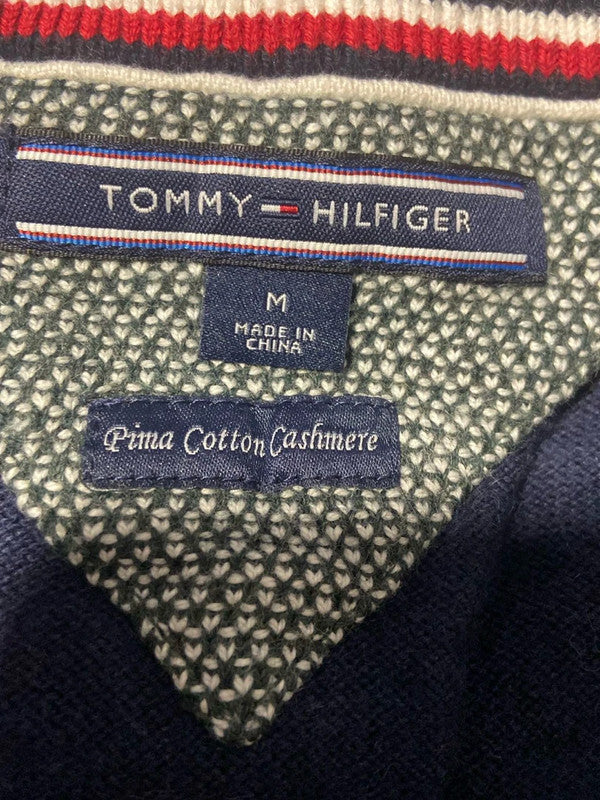 TOMMY HILFIGER
M
MADE IN
CHINA
Pima Cotton Cashmere